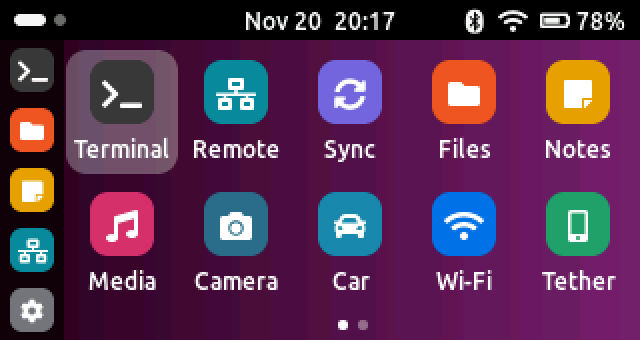 Nov 20 20:17 78%
Terminal Remote Sync Files Notes
Media Camera Car Wi-Fi Tether